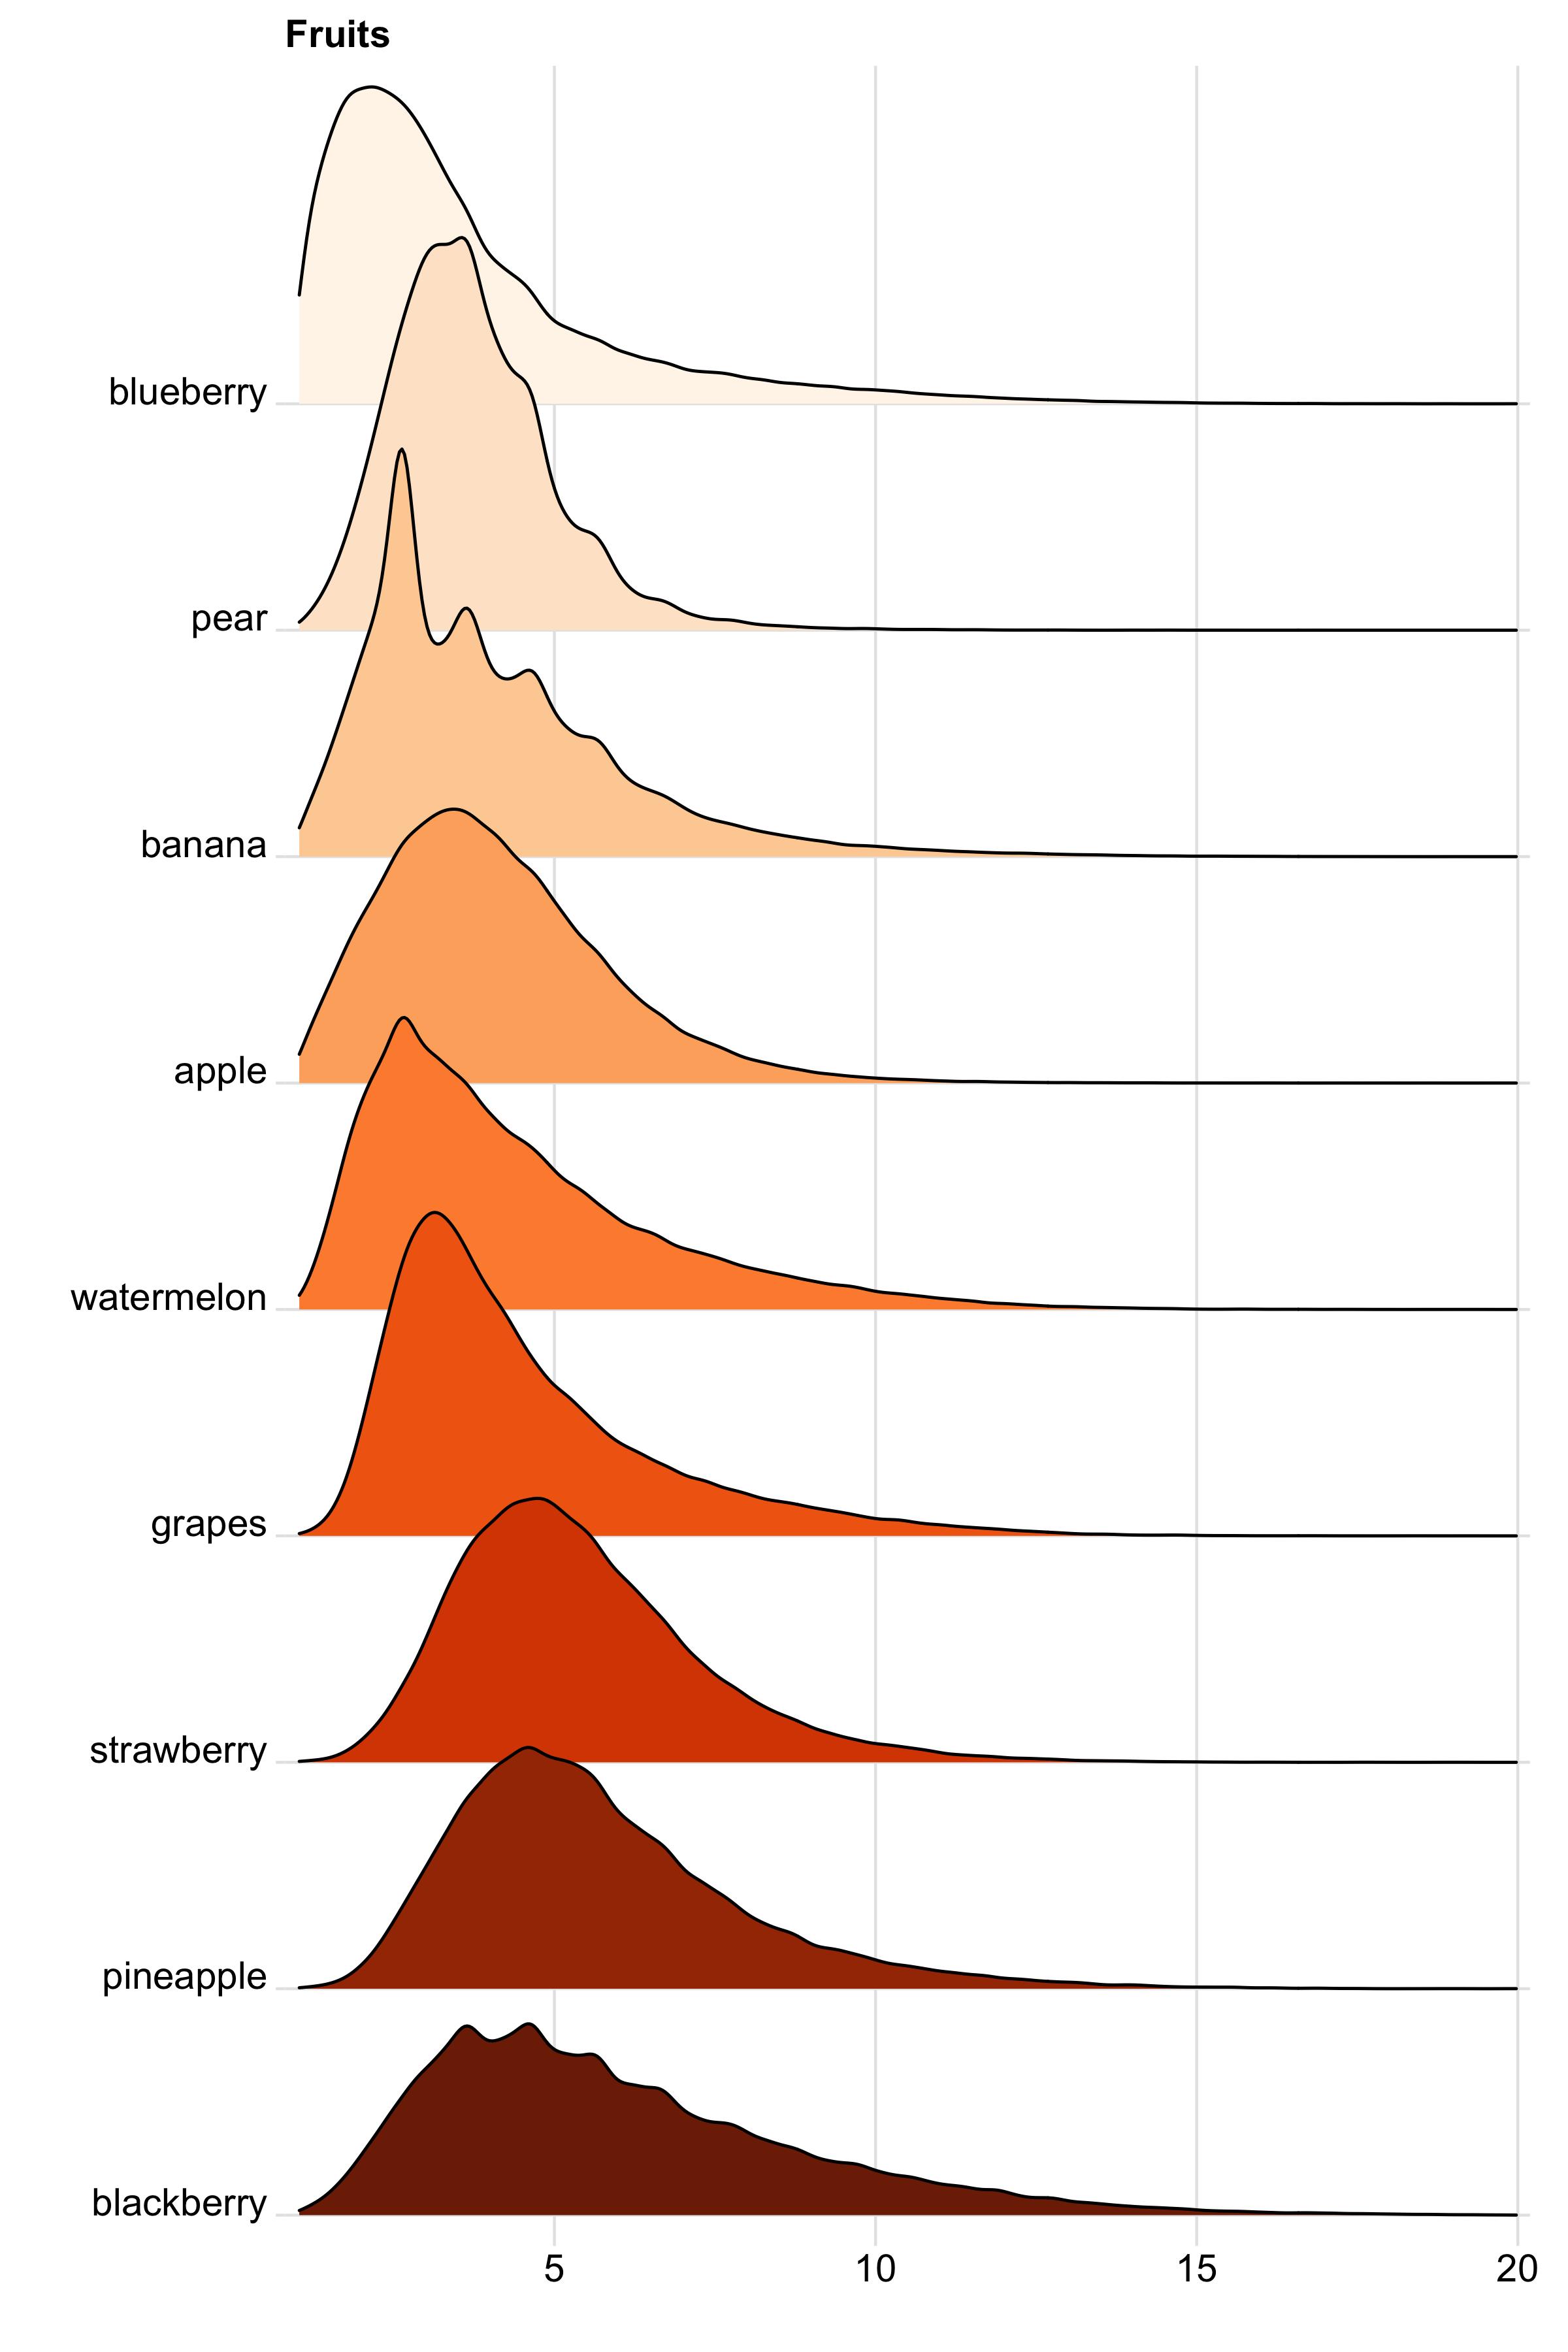 Fruits
blueberry
pear
banana
apple
watermelon
grapes
strawberry
pineapple
blackberry
5 10 15 20